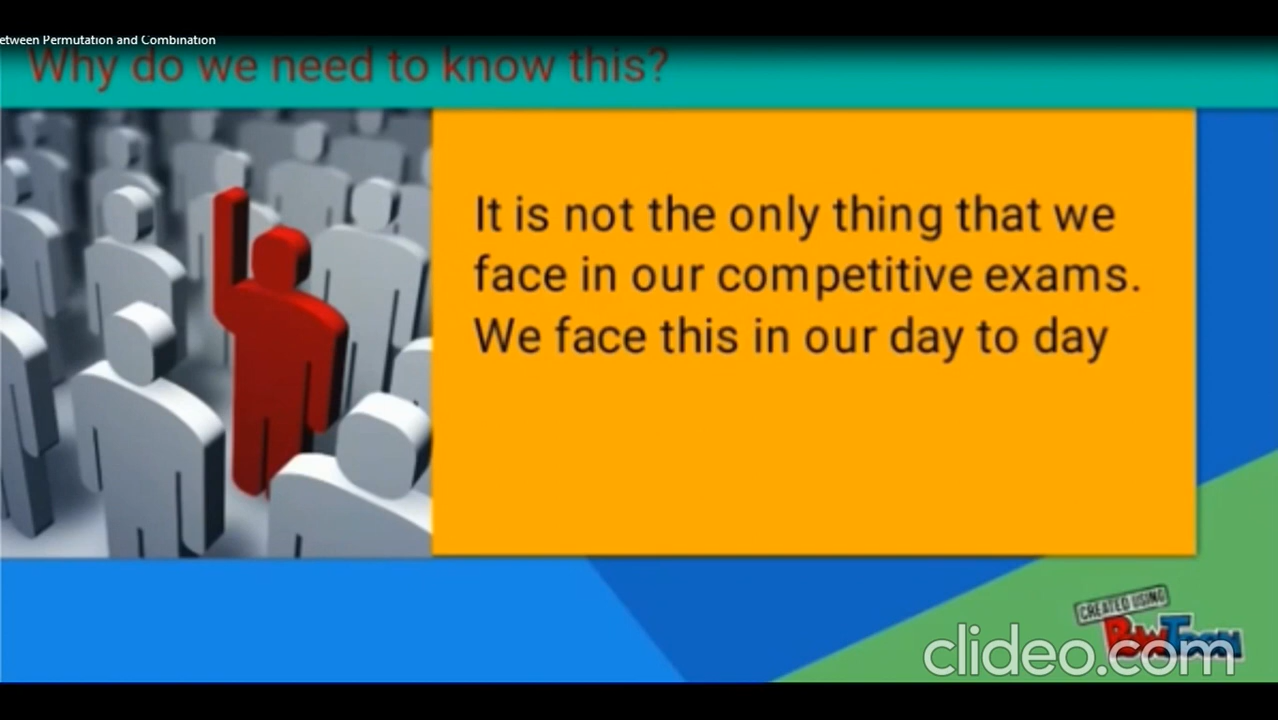 etween Permutation and Combination
Why do we need to know this?
It is not the only thing that we
face in our competitive exams.
We face this in our day to day
CREATED USING
PowToon
clideo.com